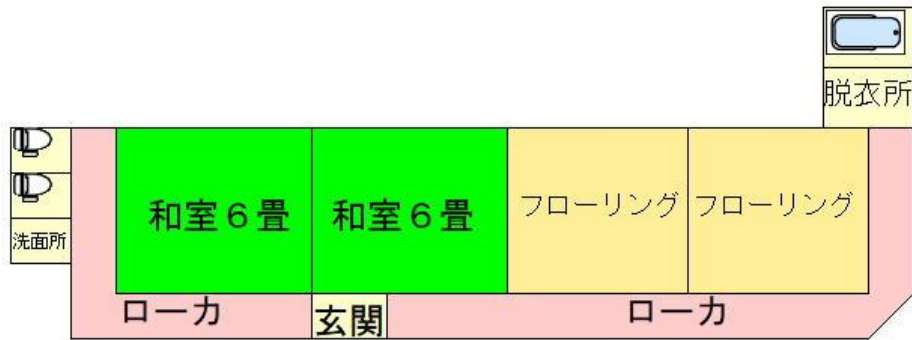 脱衣所
和室６畳
和室６畳
フローリング
フローリング
洗面所
ローカ
玄関
ローカ